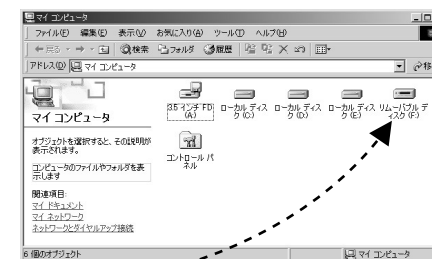 マイ コンピュータ
ファイル(F) 編集(E) 表示(V) お気に入り(A) ツール(T) ヘルプ(H)
戻る 検索 フォルダ 履歴
アドレス(D) マイ コンピュータ 移
マイ コンピュータ
オブジェクトを選択すると、その説明が
表示されます。
コンピュータのファイルやフォルダを表
示します
関連項目:
マイ ドキュメント
マイ ネットワーク
ネットワークとダイヤルアップ接続
3.5 インチ FD
(A:)
ローカル ディス
ク (C:)
ローカル ディス
ク (D:)
ローカル ディス
ク (E:)
リムーバブル デ
ィスク (F:)
コントロール パ
ネル
6 個のオブジェクト
マイ コンピュータ